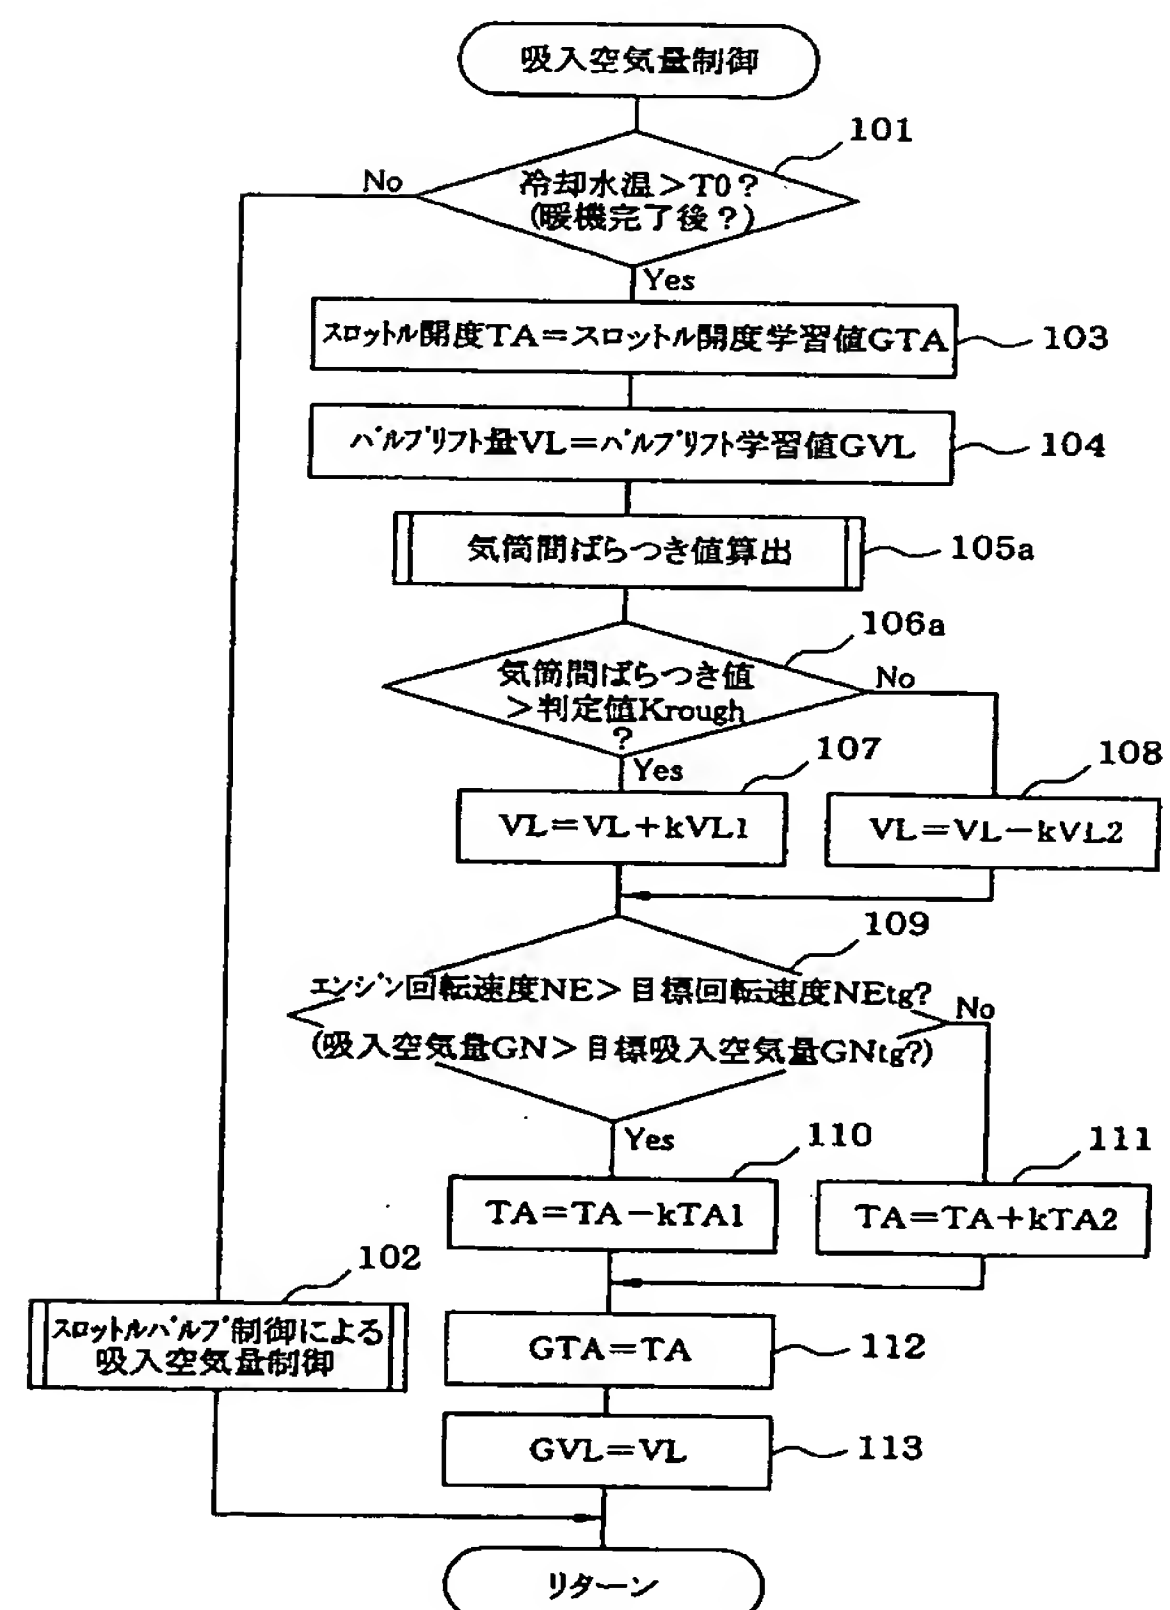 吸入空気量制御
101
冷却水温>T0?
(暖機完了後?)
No
Yes
スロットル開度TA=スロットル開度学習値GTA
103
バルブリフト量VL=バルブリフト学習値GVL
104
気筒間ばらつき値算出
105a
106a
気筒間ばらつき値
>判定値Krough
?
No
Yes
107
108
VL=VL+kVL1
VL=VL-kVL2
109
エンジン回転速度NE>目標回転速度NEtg?
(吸入空気量GN>目標吸入空気量GNtg?)
No
Yes
110
111
TA=TA-kTA1
TA=TA+kTA2
102
スロットルバルブ制御による
吸入空気量制御
GTA=TA
112
GVL=VL
113
リターン